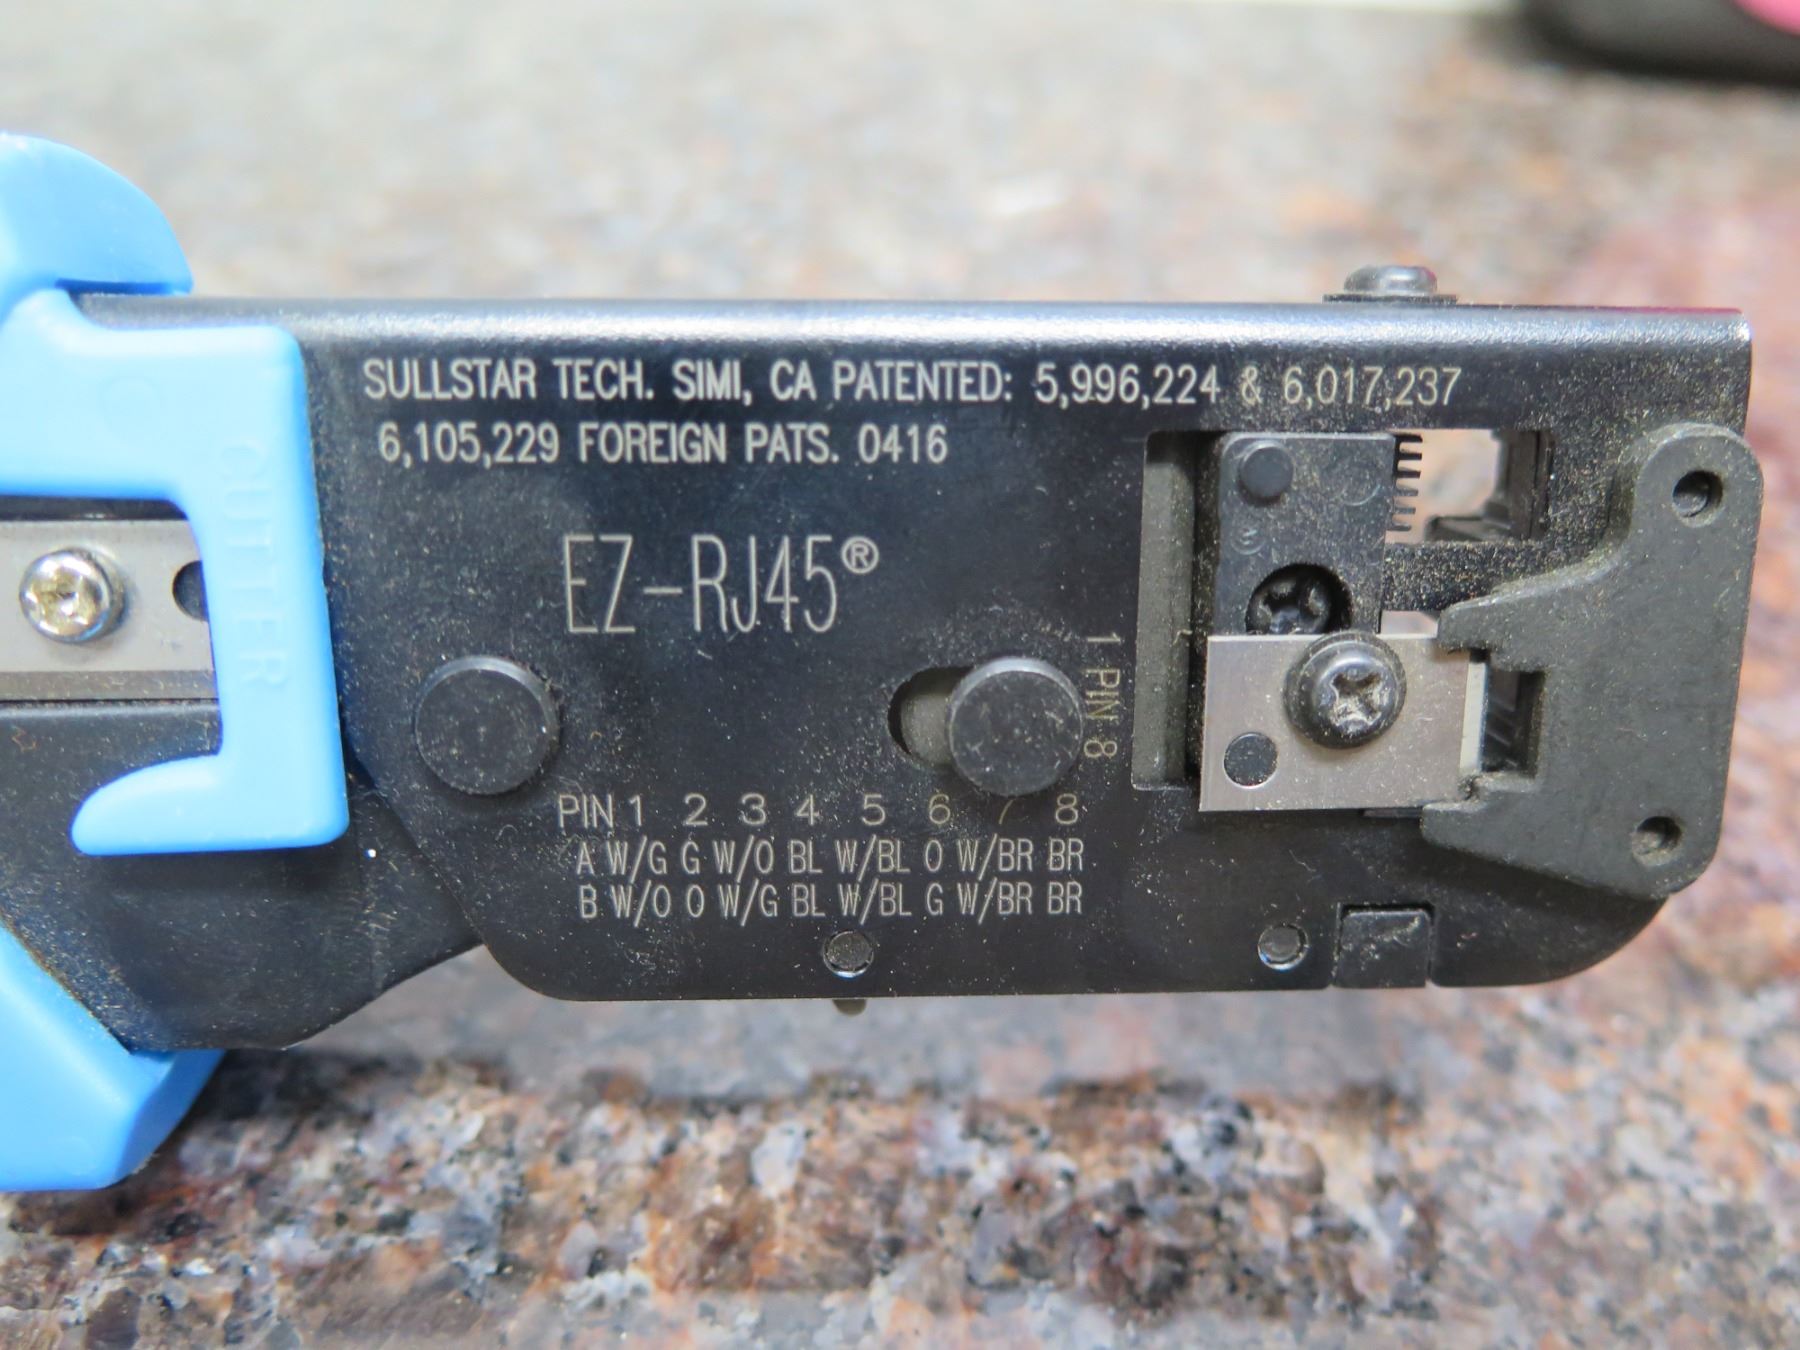 SULLSTAR TECH. SIMI, CA PATENTED: 5,996,224 & 6,017,237
6,105,229 FOREIGN PATS. 0416
EZ-RJ45®
CUTTER
1 PIN 8
PIN 1 2 3 4 5 6 7 8
A W/G G W/O BL W/BL O W/BR BR
B W/O O W/G BL W/BL G W/BR BR